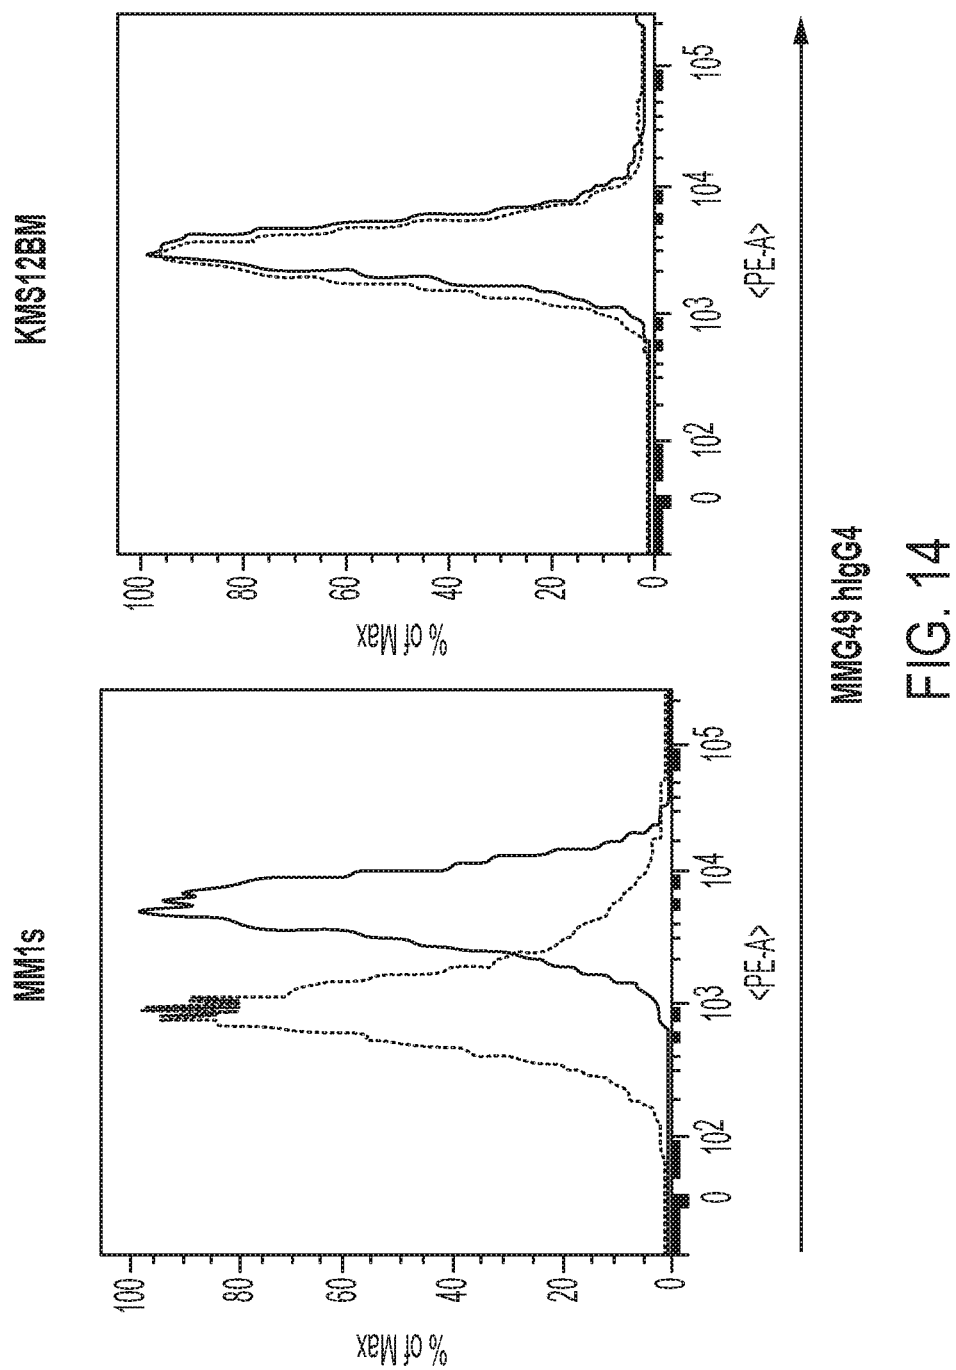 MM1s
% of Max
100
80
60
40
20
0
0
10²
10³
10⁴
10⁵
<PE-A>
KMS12BM
% of Max
100
80
60
40
20
0
0
10²
10³
10⁴
10⁵
<PE-A>
MMG49 hIgG4
FIG. 14